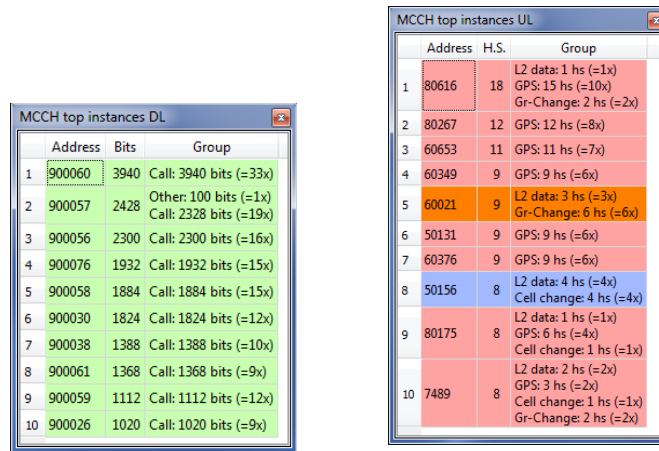 MCCH top instances DL
Address Bits Group
1 900060 3940 Call: 3940 bits (=33x)
2 900057 2428 Other: 100 bits (=1x)
Call: 2328 bits (=19x)
3 900056 2300 Call: 2300 bits (=16x)
4 900076 1932 Call: 1932 bits (=15x)
5 900058 1884 Call: 1884 bits (=15x)
6 900030 1824 Call: 1824 bits (=12x)
7 900038 1388 Call: 1388 bits (=10x)
8 900061 1368 Call: 1368 bits (=9x)
9 900059 1112 Call: 1112 bits (=12x)
10 900026 1020 Call: 1020 bits (=9x)
MCCH top instances UL
Address H.S. Group
1 80616 18 L2 data: 1 hs (=1x)
GPS: 15 hs (=10x)
Gr-Change: 2 hs (=2x)
2 80267 12 GPS: 12 hs (=8x)
3 60653 11 GPS: 11 hs (=7x)
4 60349 9 GPS: 9 hs (=6x)
5 60021 9 L2 data: 3 hs (=3x)
Gr-Change: 6 hs (=6x)
6 50131 9 GPS: 9 hs (=6x)
7 60376 9 GPS: 9 hs (=6x)
8 50156 8 L2 data: 4 hs (=4x)
Cell change: 4 hs (=4x)
9 80175 8 L2 data: 1 hs (=1x)
GPS: 6 hs (=4x)
Cell change: 1 hs (=1x)
10 7489 8 L2 data: 2 hs (=2x)
GPS: 3 hs (=2x)
Cell change: 1 hs (=1x)
Gr-Change: 2 hs (=2x)